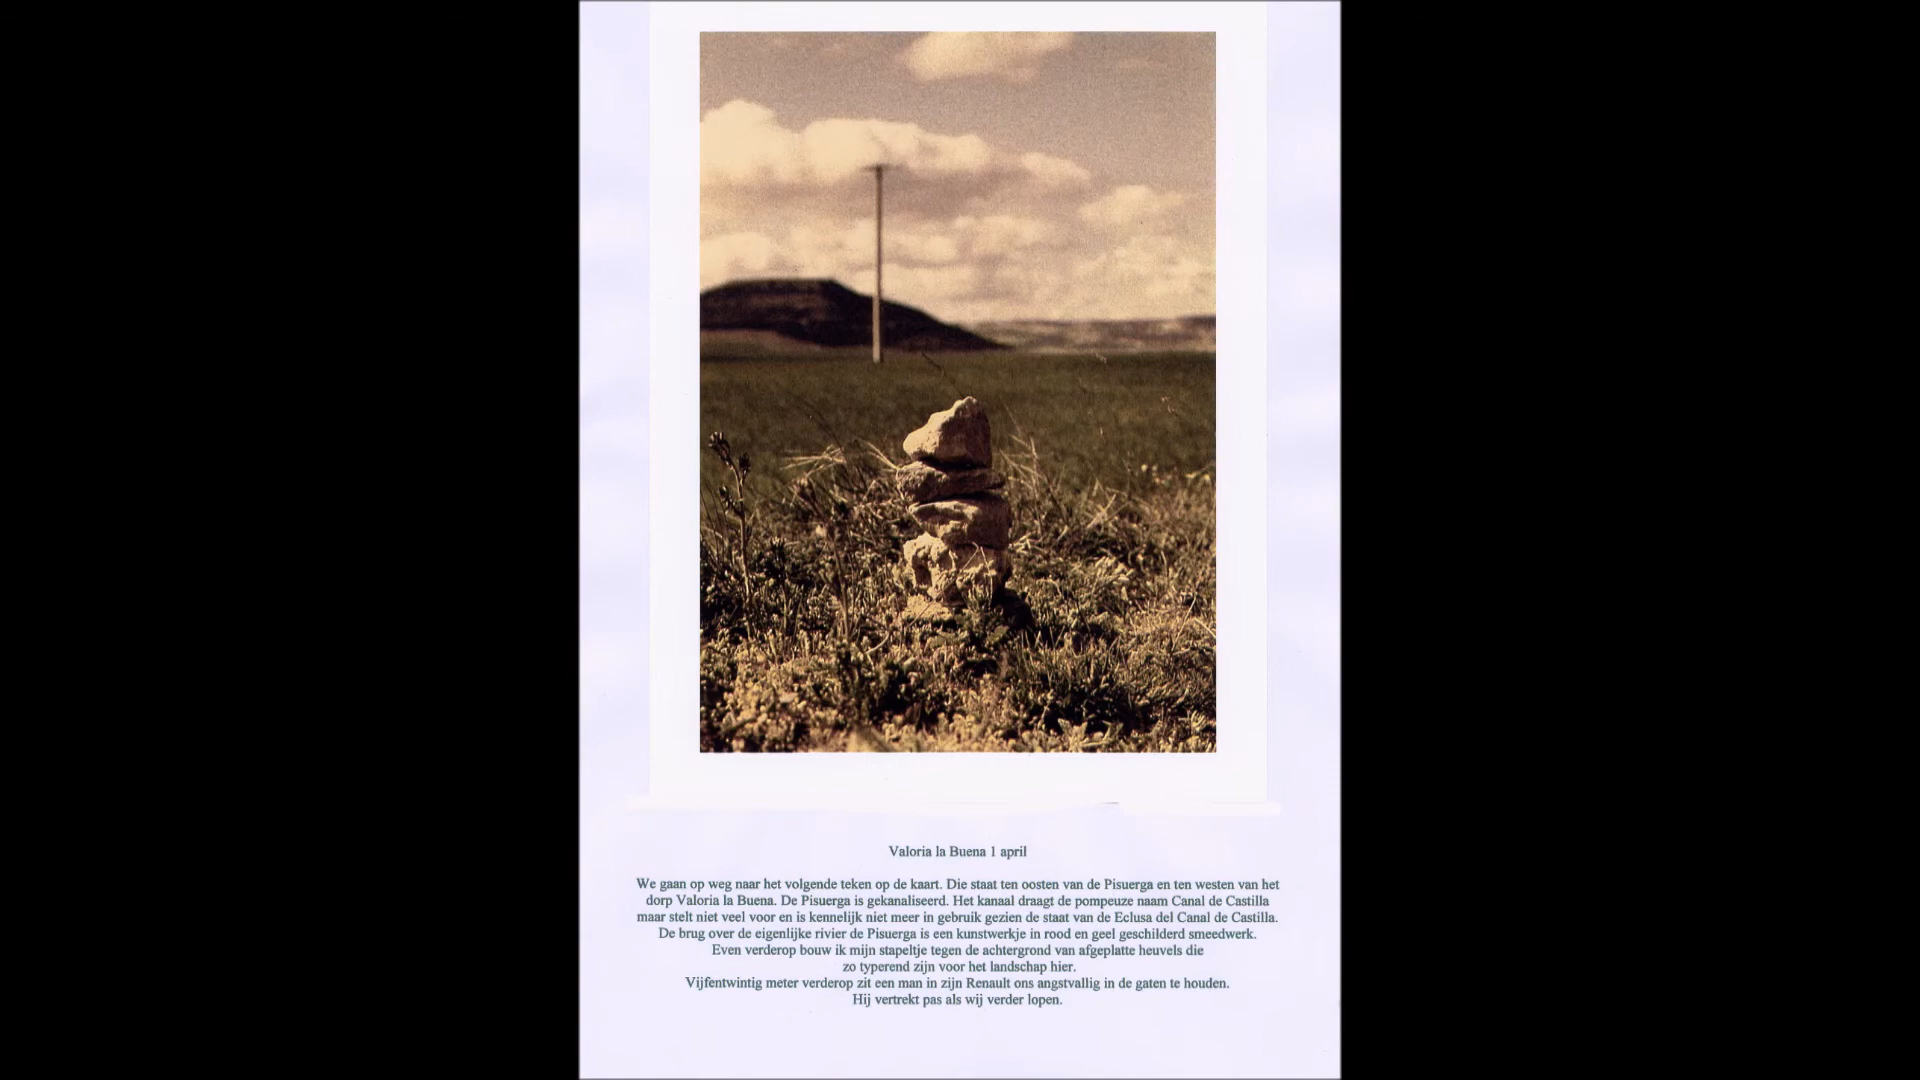 Valoria la Buena 1 april
We gaan op weg naar het volgende teken op de kaart. Die staat ten oosten van de Pisuerga en ten westen van het
dorp Valoria la Buena. De Pisuerga is gekanaliseerd. Het kanaal draagt de pompeuze naam Canal de Castilla
maar stelt niet veel voor en is kennelijk niet meer in gebruik gezien de staat van de Eclusa del Canal de Castilla.
De brug over de eigenlijke rivier de Pisuerga is een kunstwerkje in rood en geel geschilderd smeedwerk.
Even verderop bouw ik mijn stapeltje tegen de achtergrond van afgeplatte heuvels die
zo typerend zijn voor het landschap hier.
Vijfentwintig meter verderop zit een man in zijn Renault ons angstvallig in de gaten te houden.
Hij vertrekt pas als wij verder lopen.